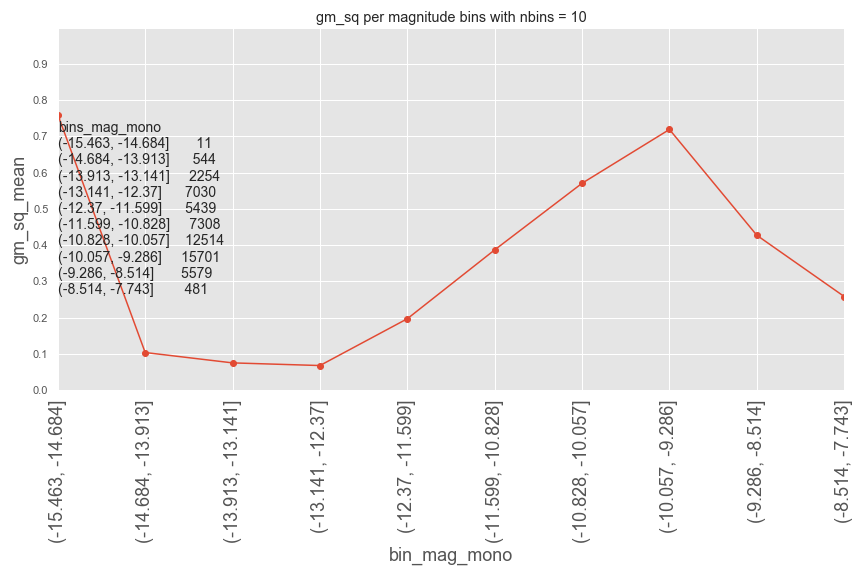 gm_sq per magnitude bins with nbins = 10
0.9
0.8
0.7
0.6
0.5
0.4
0.3
0.2
0.1
0.0
gm_sq_mean
bins_mag_mono
(-15.463, -14.684] 11
(-14.684, -13.913] 544
(-13.913, -13.141] 2254
(-13.141, -12.37] 7030
(-12.37, -11.599] 5439
(-11.599, -10.828] 7308
(-10.828, -10.057] 12514
(-10.057, -9.286] 15701
(-9.286, -8.514] 5579
(-8.514, -7.743] 481
(-15.463, -14.684]
(-14.684, -13.913]
(-13.913, -13.141]
(-13.141, -12.37]
(-12.37, -11.599]
(-11.599, -10.828]
(-10.828, -10.057]
(-10.057, -9.286]
(-9.286, -8.514]
(-8.514, -7.743]
bin_mag_mono